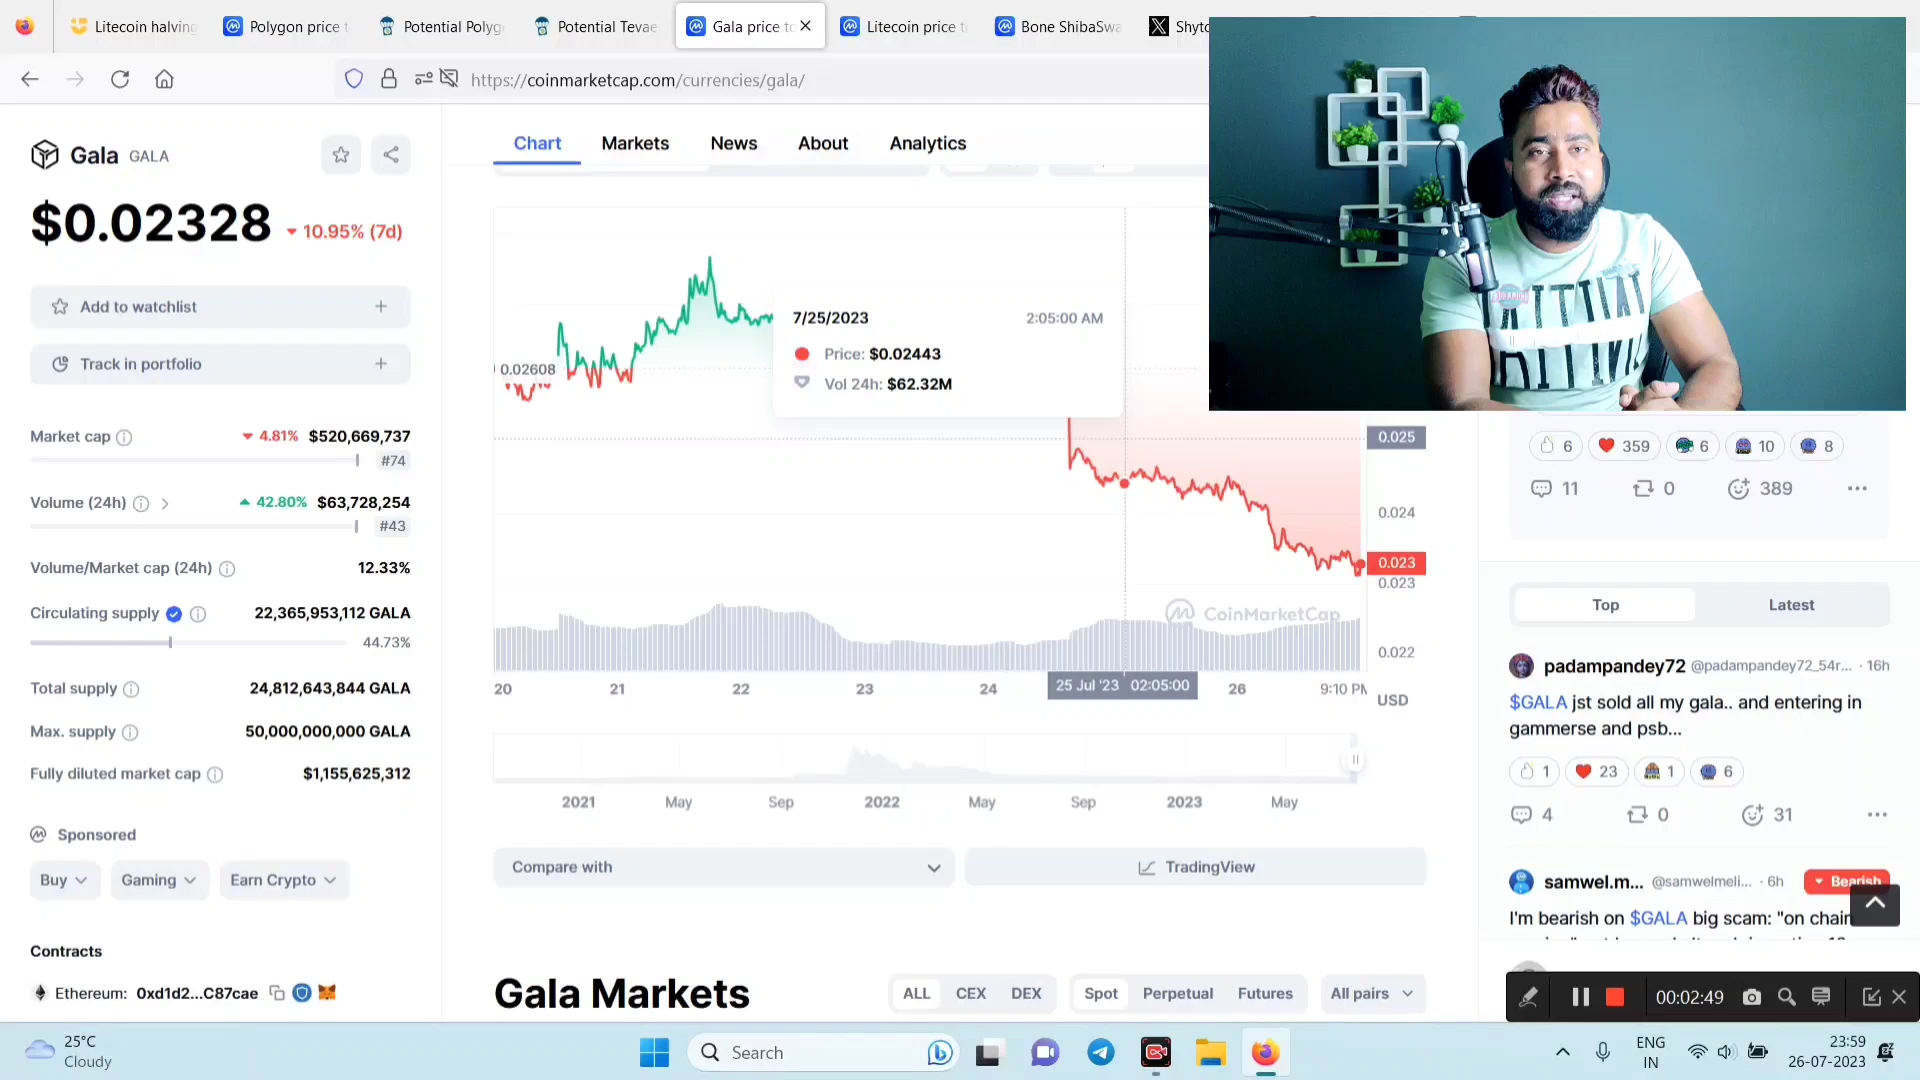 Litecoin halving
Polygon price t
Potential Polyg
Potential Tevae
Gala price to
Litecoin price t
Bone ShibaSwa
Shyto
https://coinmarketcap.com/currencies/gala/
Gala GALA
$0.02328 10.95% (7d)
Add to watchlist +
Track in portfolio +
Market cap 4.81% $520,669,737
#74
Volume (24h) 42.80% $63,728,254
#43
Volume/Market cap (24h) 12.33%
Circulating supply 22,365,953,112 GALA
44.73%
Total supply 24,812,643,844 GALA
Max. supply 50,000,000,000 GALA
Fully diluted market cap $1,155,625,312
Sponsored
Buy Gaming Earn Crypto
Contracts
Ethereum: 0xd1d2...C87cae
Chart Markets News About Analytics
0.02608
7/25/2023 2:05:00 AM
Price: $0.02443
Vol 24h: $62.32M
0.025
0.024
0.023
0.023
0.022
CoinMarketCap
20 21 22 23 24 25 Jul '23 02:05:00 26 9:10 PM
USD
2021 May Sep 2022 May Sep 2023 May
Compare with
TradingView
Gala Markets
ALL CEX DEX
Spot Perpetual Futures
All pairs
6 359 6 10 8
11 0 389
Top Latest
padampandey72 @padampandey72_54r... · 16h
$GALA jst sold all my gala.. and entering in
gammerse and psb...
1 23 1 6
4 0 31
samwel.m... @samwelmeli... · 6h Bearish
I'm bearish on $GALA big scam: "on chain
00:02:49
25°C
Cloudy
Search
ENG
IN
23:59
26-07-2023